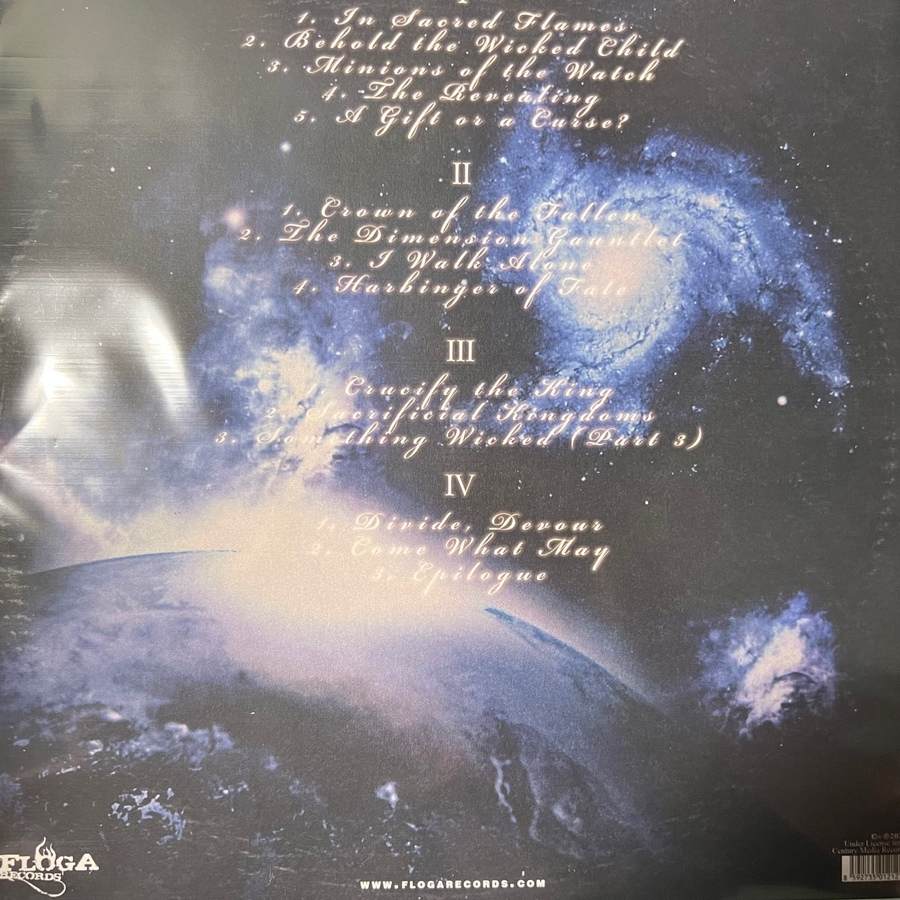 1. In Sacred Flames
2. Behold the Wicked Child
3. Minions of the Watch
4. The Revealing
5. A Gift or a Curse?
II
1. Crown of the Fallen
2. The Dimension Gauntlet
3. I Walk Alone
4. Harbinger of Fate
III
1. Crucify the King
2. Sacrificial Kingdoms
3. Something Wicked (Part 3)
IV
1. Divide, Devour
2. Come What May
3. Epilogue
FLOGA
RECORDS
WWW.FLOGARECORDS.COM
Under License
Century Media